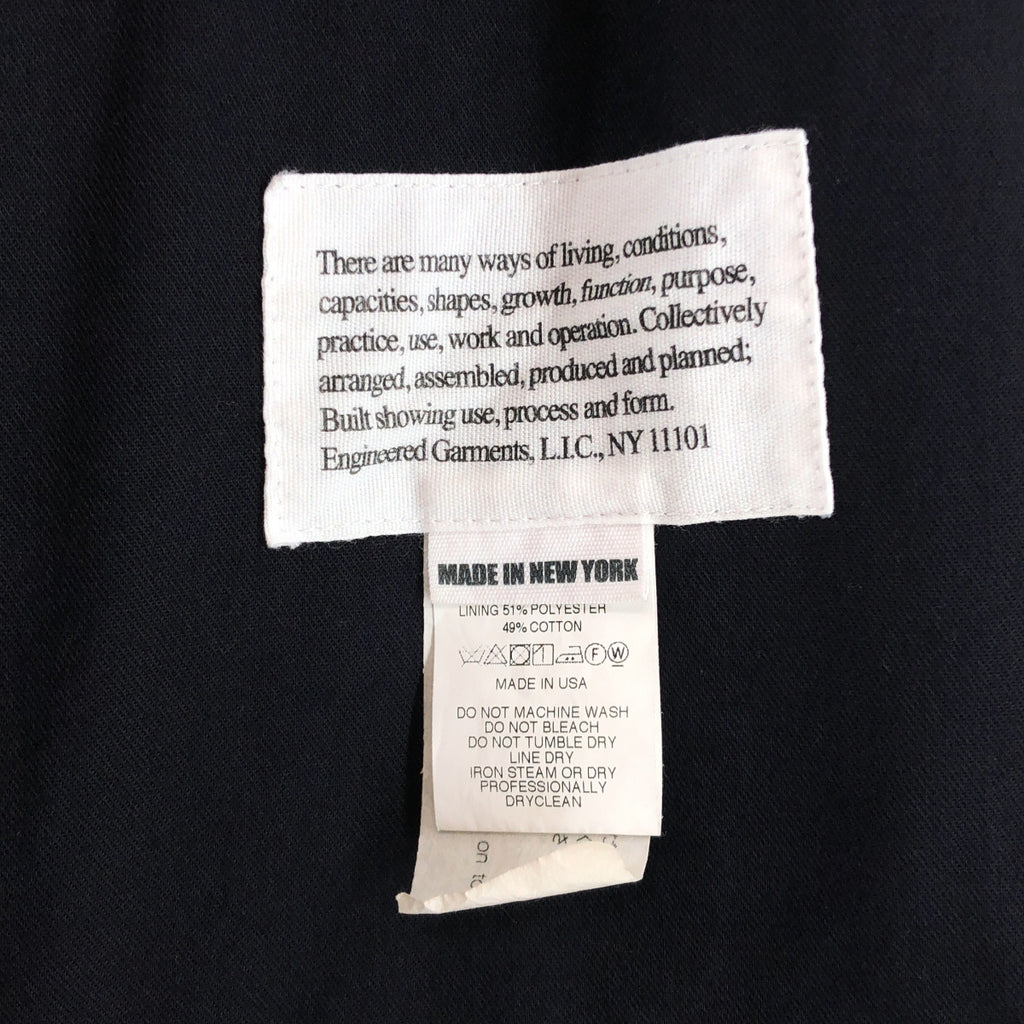 There are many ways of living, conditions,
capacities, shapes, growth, function, purpose,
practice, use, work and operation. Collectively
arranged, assembled, produced and planned;
Built showing use, process and form.
Engineered Garments, L.I.C., NY 11101
MADE IN NEW YORK
LINING 51% POLYESTER
49% COTTON
F W
MADE IN USA
DO NOT MACHINE WASH
DO NOT BLEACH
DO NOT TUMBLE DRY
LINE DRY
IRON STEAM OR DRY
PROFESSIONALLY
DRYCLEAN
on